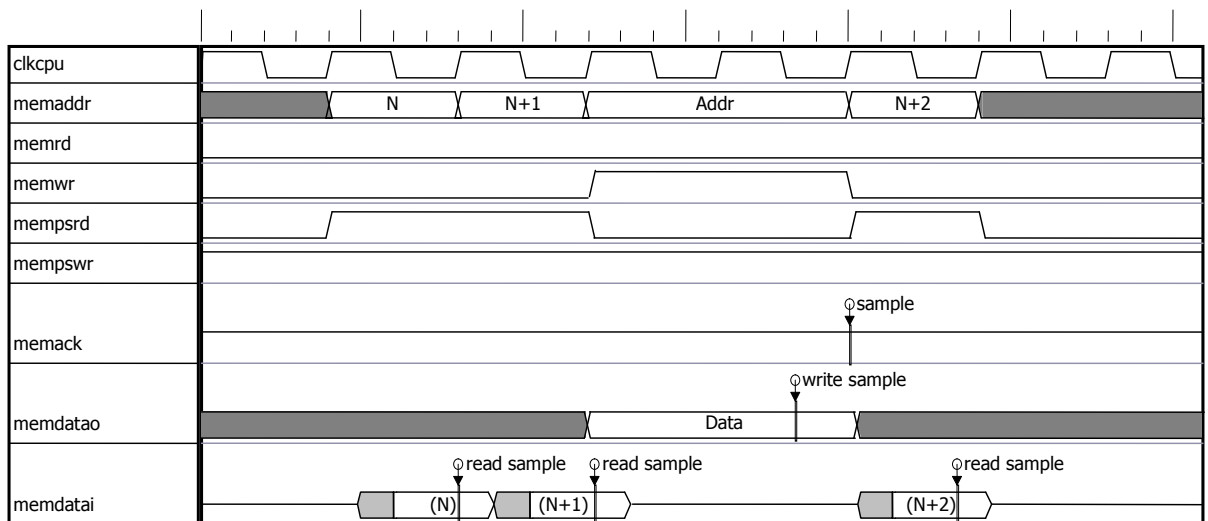 clkcpu
memaddr N N+1 Addr N+2
memrd
memwr
mempsrd
mempswr
sample
memack
write sample
memdatao Data
read sample read sample read sample
memdatai (N) (N+1) (N+2)